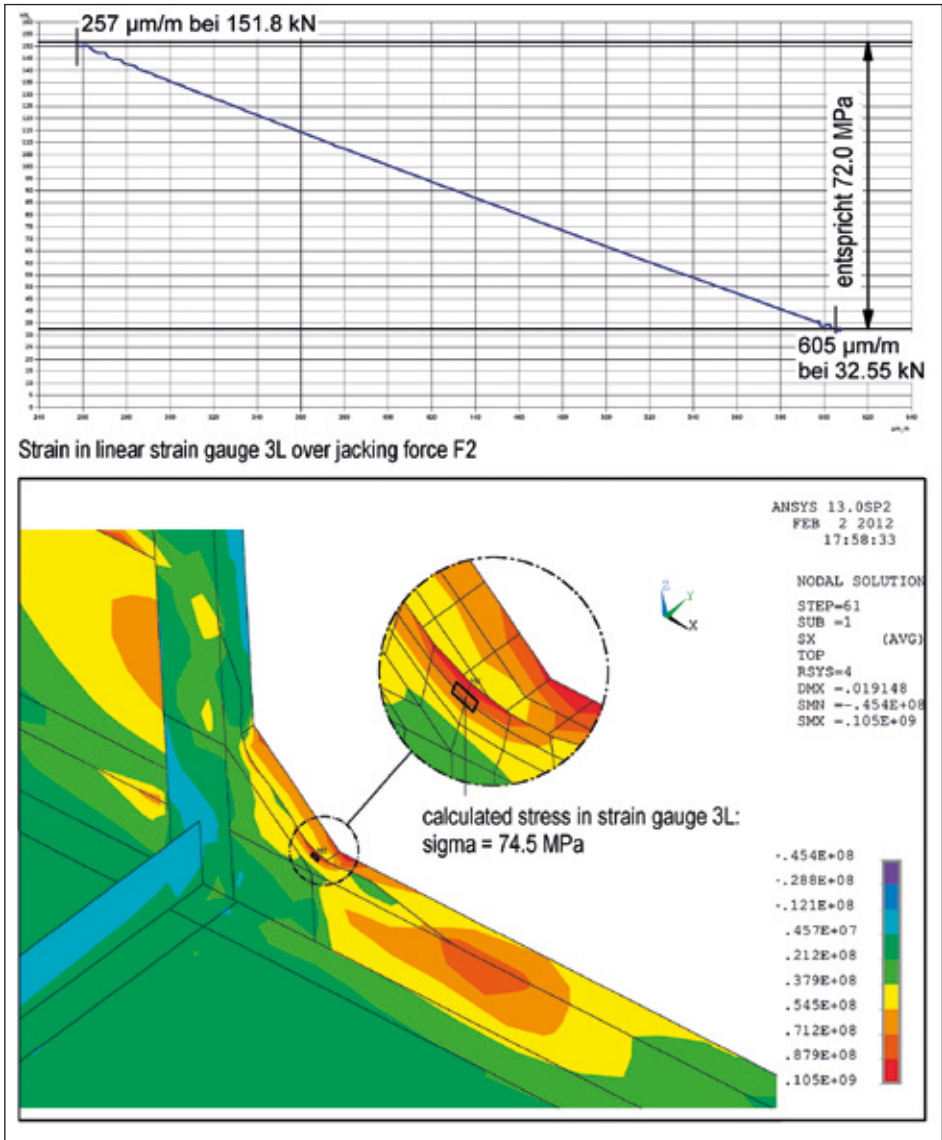 257 µm/m bei 151.8 kN
entspricht 72.0 MPa
605 µm/m
bei 32.55 kN
Strain in linear strain gauge 3L over jacking force F2
ANSYS 13.0SP2
FEB 2 2012
17:58:33
NODAL SOLUTION
STEP=61
SUB =1
SX (AVG)
TOP
RSYS=4
DMX =.019148
SMN =-.454E+08
SMX =.105E+09
Z
Y
X
calculated stress in strain gauge 3L:
sigma = 74.5 MPa
-.454E+08
-.288E+08
-.121E+08
.457E+07
.212E+08
.379E+08
.545E+08
.712E+08
.879E+08
.105E+09